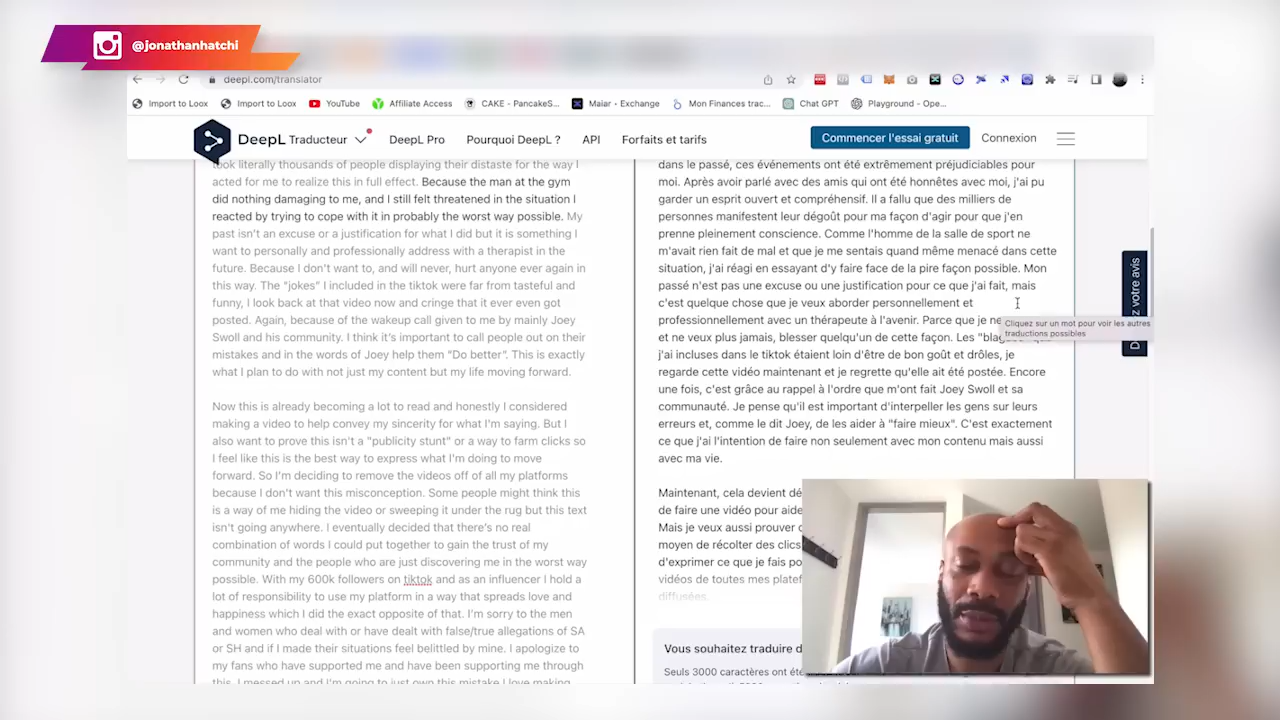 @jonathanhatchi
deepl.com/translator
Import to Loox
Import to Loox
YouTube
Affiliate Access
CAKE - PancakeS...
Maiar - Exchange
Mon Finances trac...
Chat GPT
Playground - Ope...
DeepL Traducteur
DeepL Pro
Pourquoi DeepL ?
API
Forfaits et tarifs
Commencer l'essai gratuit
Connexion
took literally thousands of people displaying their distaste for the way I
acted for me to realize this in full effect. Because the man at the gym
did nothing damaging to me, and I still felt threatened in the situation I
reacted by trying to cope with it in probably the worst way possible. My
past isn't an excuse or a justification for what I did but it is something I
want to personally and professionally address with a therapist in the
future. Because I don't want to, and will never, hurt anyone ever again in
this way. The "jokes" I included in the tiktok were far from tasteful and
funny, I look back at that video now and cringe that it ever even got
posted. Again, because of the wakeup call given to me by mainly Joey
Swoll and his community. I think it's important to call people out on their
mistakes and in the words of Joey help them "Do better". This is exactly
what I plan to do with not just my content but my life moving forward.
Now this is already becoming a lot to read and honestly I considered
making a video to help convey my sincerity for what I'm saying. But I
also want to prove this isn't a "publicity stunt" or a way to farm clicks so
I feel like this is the best way to express what I'm doing to move
forward. So I'm deciding to remove the videos off of all my platforms
because I don't want this misconception. Some people might think this
is a way of me hiding the video or sweeping it under the rug but this text
isn't going anywhere. I eventually decided that there's no real
combination of words I could put together to gain the trust of my
community and the people who are just discovering me in the worst way
possible. With my 600k followers on tiktok and as an influencer I hold a
lot of responsibility to use my platform in a way that spreads love and
happiness which I did the exact opposite of that. I'm sorry to the men
and women who deal with or have dealt with false/true allegations of SA
or SH and if I made their situations feel belittled by mine. I apologize to
my fans who have supported me and have been supporting me through
this. I messed up and I'm going to just own this mistake I love making
dans le passé, ces événements ont été extrêmement préjudiciables pour
moi. Après avoir parlé avec des amis qui ont été honnêtes avec moi, j'ai pu
garder un esprit ouvert et compréhensif. Il a fallu que des milliers de
personnes manifestent leur dégoût pour ma façon d'agir pour que j'en
prenne pleinement conscience. Comme l'homme de la salle de sport ne
m'avait rien fait de mal et que je me sentais quand même menacé dans cette
situation, j'ai réagi en essayant d'y faire face de la pire façon possible. Mon
passé n'est pas une excuse ou une justification pour ce que j'ai fait, mais
c'est quelque chose que je veux aborder personnellement et
professionnellement avec un thérapeute à l'avenir. Parce que je ne
et ne veux plus jamais, blesser quelqu'un de cette façon. Les "blag
j'ai incluses dans le tiktok étaient loin d'être de bon goût et drôles, je
regarde cette vidéo maintenant et je regrette qu'elle ait été postée. Encore
une fois, c'est grâce au rappel à l'ordre que m'ont fait Joey Swoll et sa
communauté. Je pense qu'il est important d'interpeller les gens sur leurs
erreurs et, comme le dit Joey, de les aider à "faire mieux". C'est exactement
ce que j'ai l'intention de faire non seulement avec mon contenu mais aussi
avec ma vie.
Cliquez sur un mot pour voir les autres
traductions possibles
z votre avis
Maintenant, cela devient dé
de faire une vidéo pour aide
Mais je veux aussi prouver
moyen de récolter des clics
d'exprimer ce que je fais po
vidéos de toutes mes platef
diffusées.
Vous souhaitez traduire d
Seuls 3000 caractères ont été